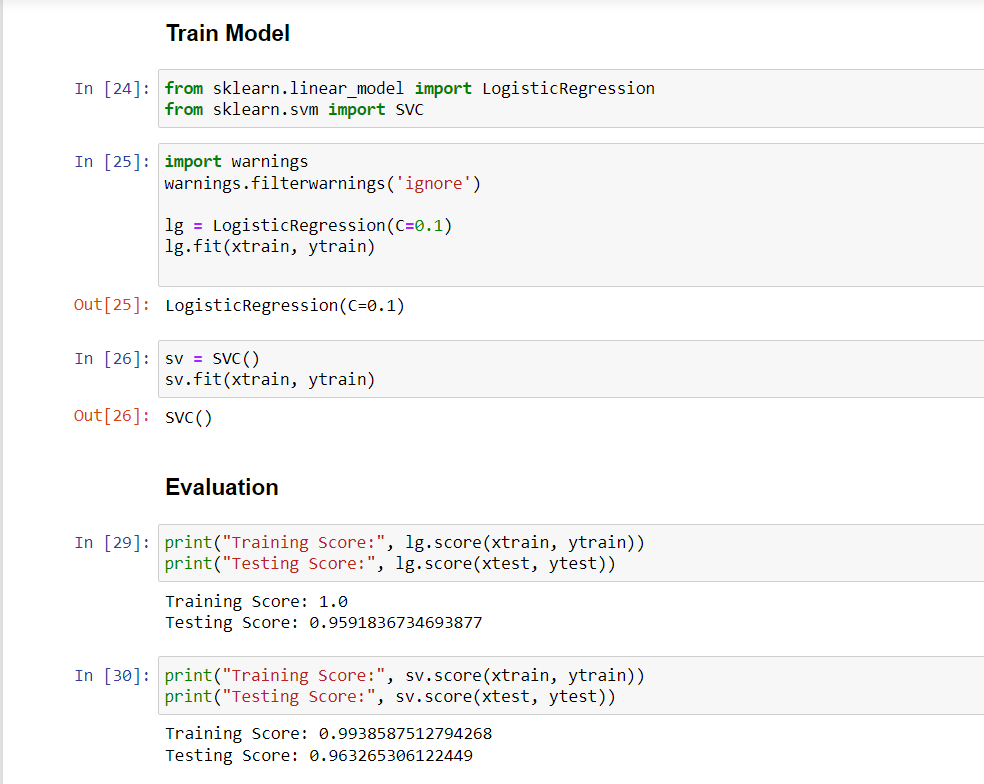 Train Model
In [24]: from sklearn.linear_model import LogisticRegression
from sklearn.svm import SVC
In [25]: import warnings
warnings.filterwarnings('ignore')
lg = LogisticRegression(C=0.1)
lg.fit(xtrain, ytrain)
Out[25]: LogisticRegression(C=0.1)
In [26]: sv = SVC()
sv.fit(xtrain, ytrain)
Out[26]: SVC()
Evaluation
In [29]: print("Training Score:", lg.score(xtrain, ytrain))
print("Testing Score:", lg.score(xtest, ytest))
Training Score: 1.0
Testing Score: 0.9591836734693877
In [30]: print("Training Score:", sv.score(xtrain, ytrain))
print("Testing Score:", sv.score(xtest, ytest))
Training Score: 0.9938587512794268
Testing Score: 0.963265306122449